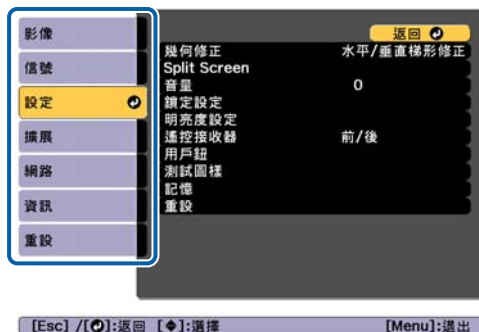 影像
信號
設定
擴展
網路
資訊
重設
返回
幾何修正 水平/垂直梯形修正
Split Screen
音量 0
鎖定設定
明亮度設定
遙控接收器 前/後
用戶鈕
測試圖樣
記憶
重設
[Esc] /[ ]:返回 [ ]:選擇 [Menu]:退出